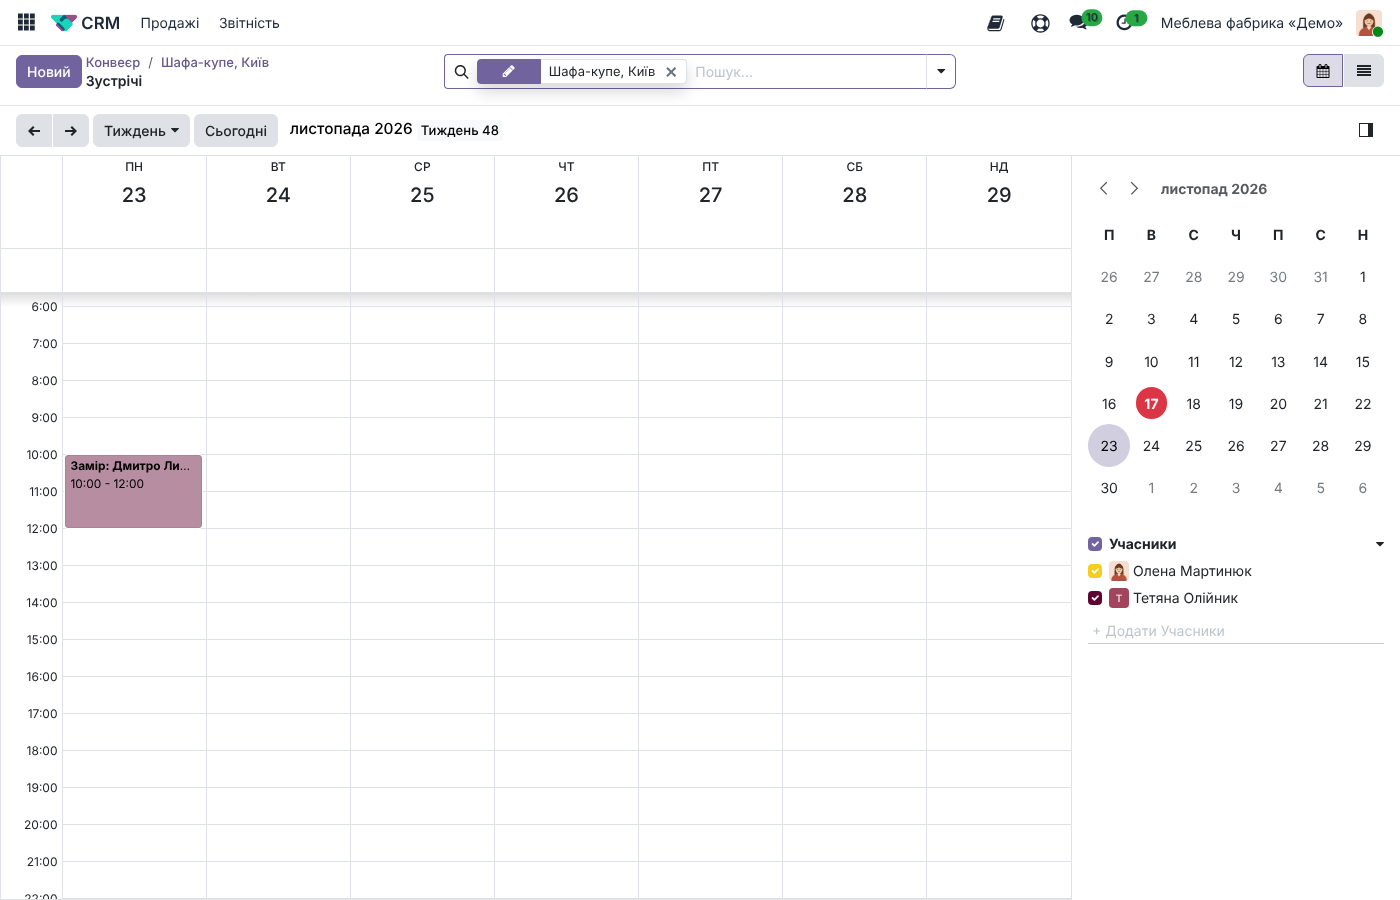 CRM Продажі Звітність 10 1 Меблева фабрика «Демо»
Новий Конвеєр / Шафа-купе, Київ
Зустрічі
Шафа-купе, Київ Пошук...
Тиждень Сьогодні листопада 2026 Тиждень 48
ПН ВТ СР ЧТ ПТ СБ НД
23 24 25 26 27 28 29
6:00
7:00
8:00
9:00
10:00
11:00
12:00
13:00
14:00
15:00
16:00
17:00
18:00
19:00
20:00
21:00
22:00
Замір: Дмитро Ли...
10:00 - 12:00
листопад 2026
П В С Ч П С Н
26 27 28 29 30 31 1
2 3 4 5 6 7 8
9 10 11 12 13 14 15
16 17 18 19 20 21 22
23 24 25 26 27 28 29
30 1 2 3 4 5 6
Учасники
Олена Мартинюк
Т Тетяна Олійник
+ Додати Учасники